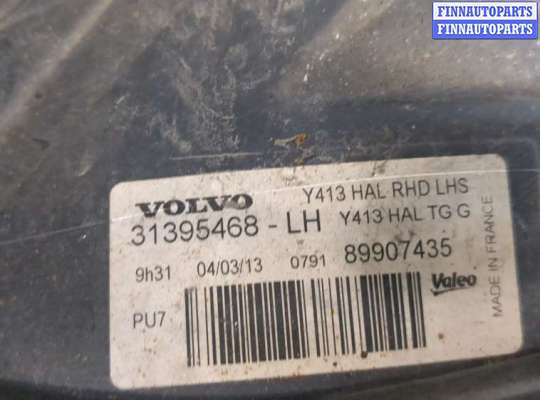 FINNAUTOPARTS
FINNAUTOPARTS
VOLVO Y413 HAL RHD LHS
31395468 - LH Y413 HAL TG G
9h31 04/03/13 0791 89907435
PU7
Valeo
MADE IN FRANCE